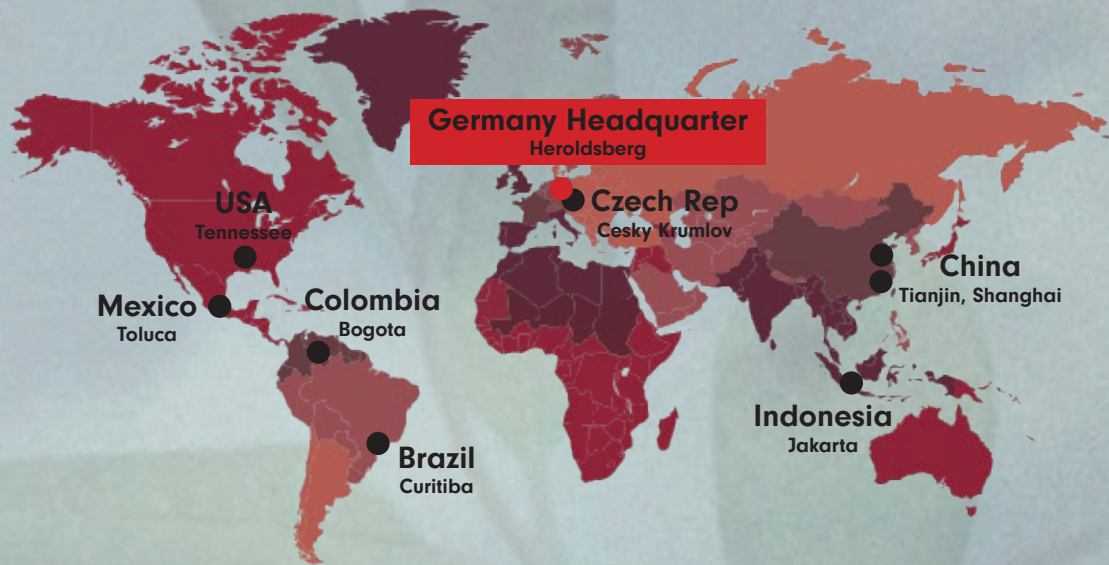 Germany Headquarter
Heroldsberg
USA
Tennessee
Czech Rep
Cesky Krumlov
China
Tianjin, Shanghai
Mexico
Toluca
Colombia
Bogota
Indonesia
Jakarta
Brazil
Curitiba